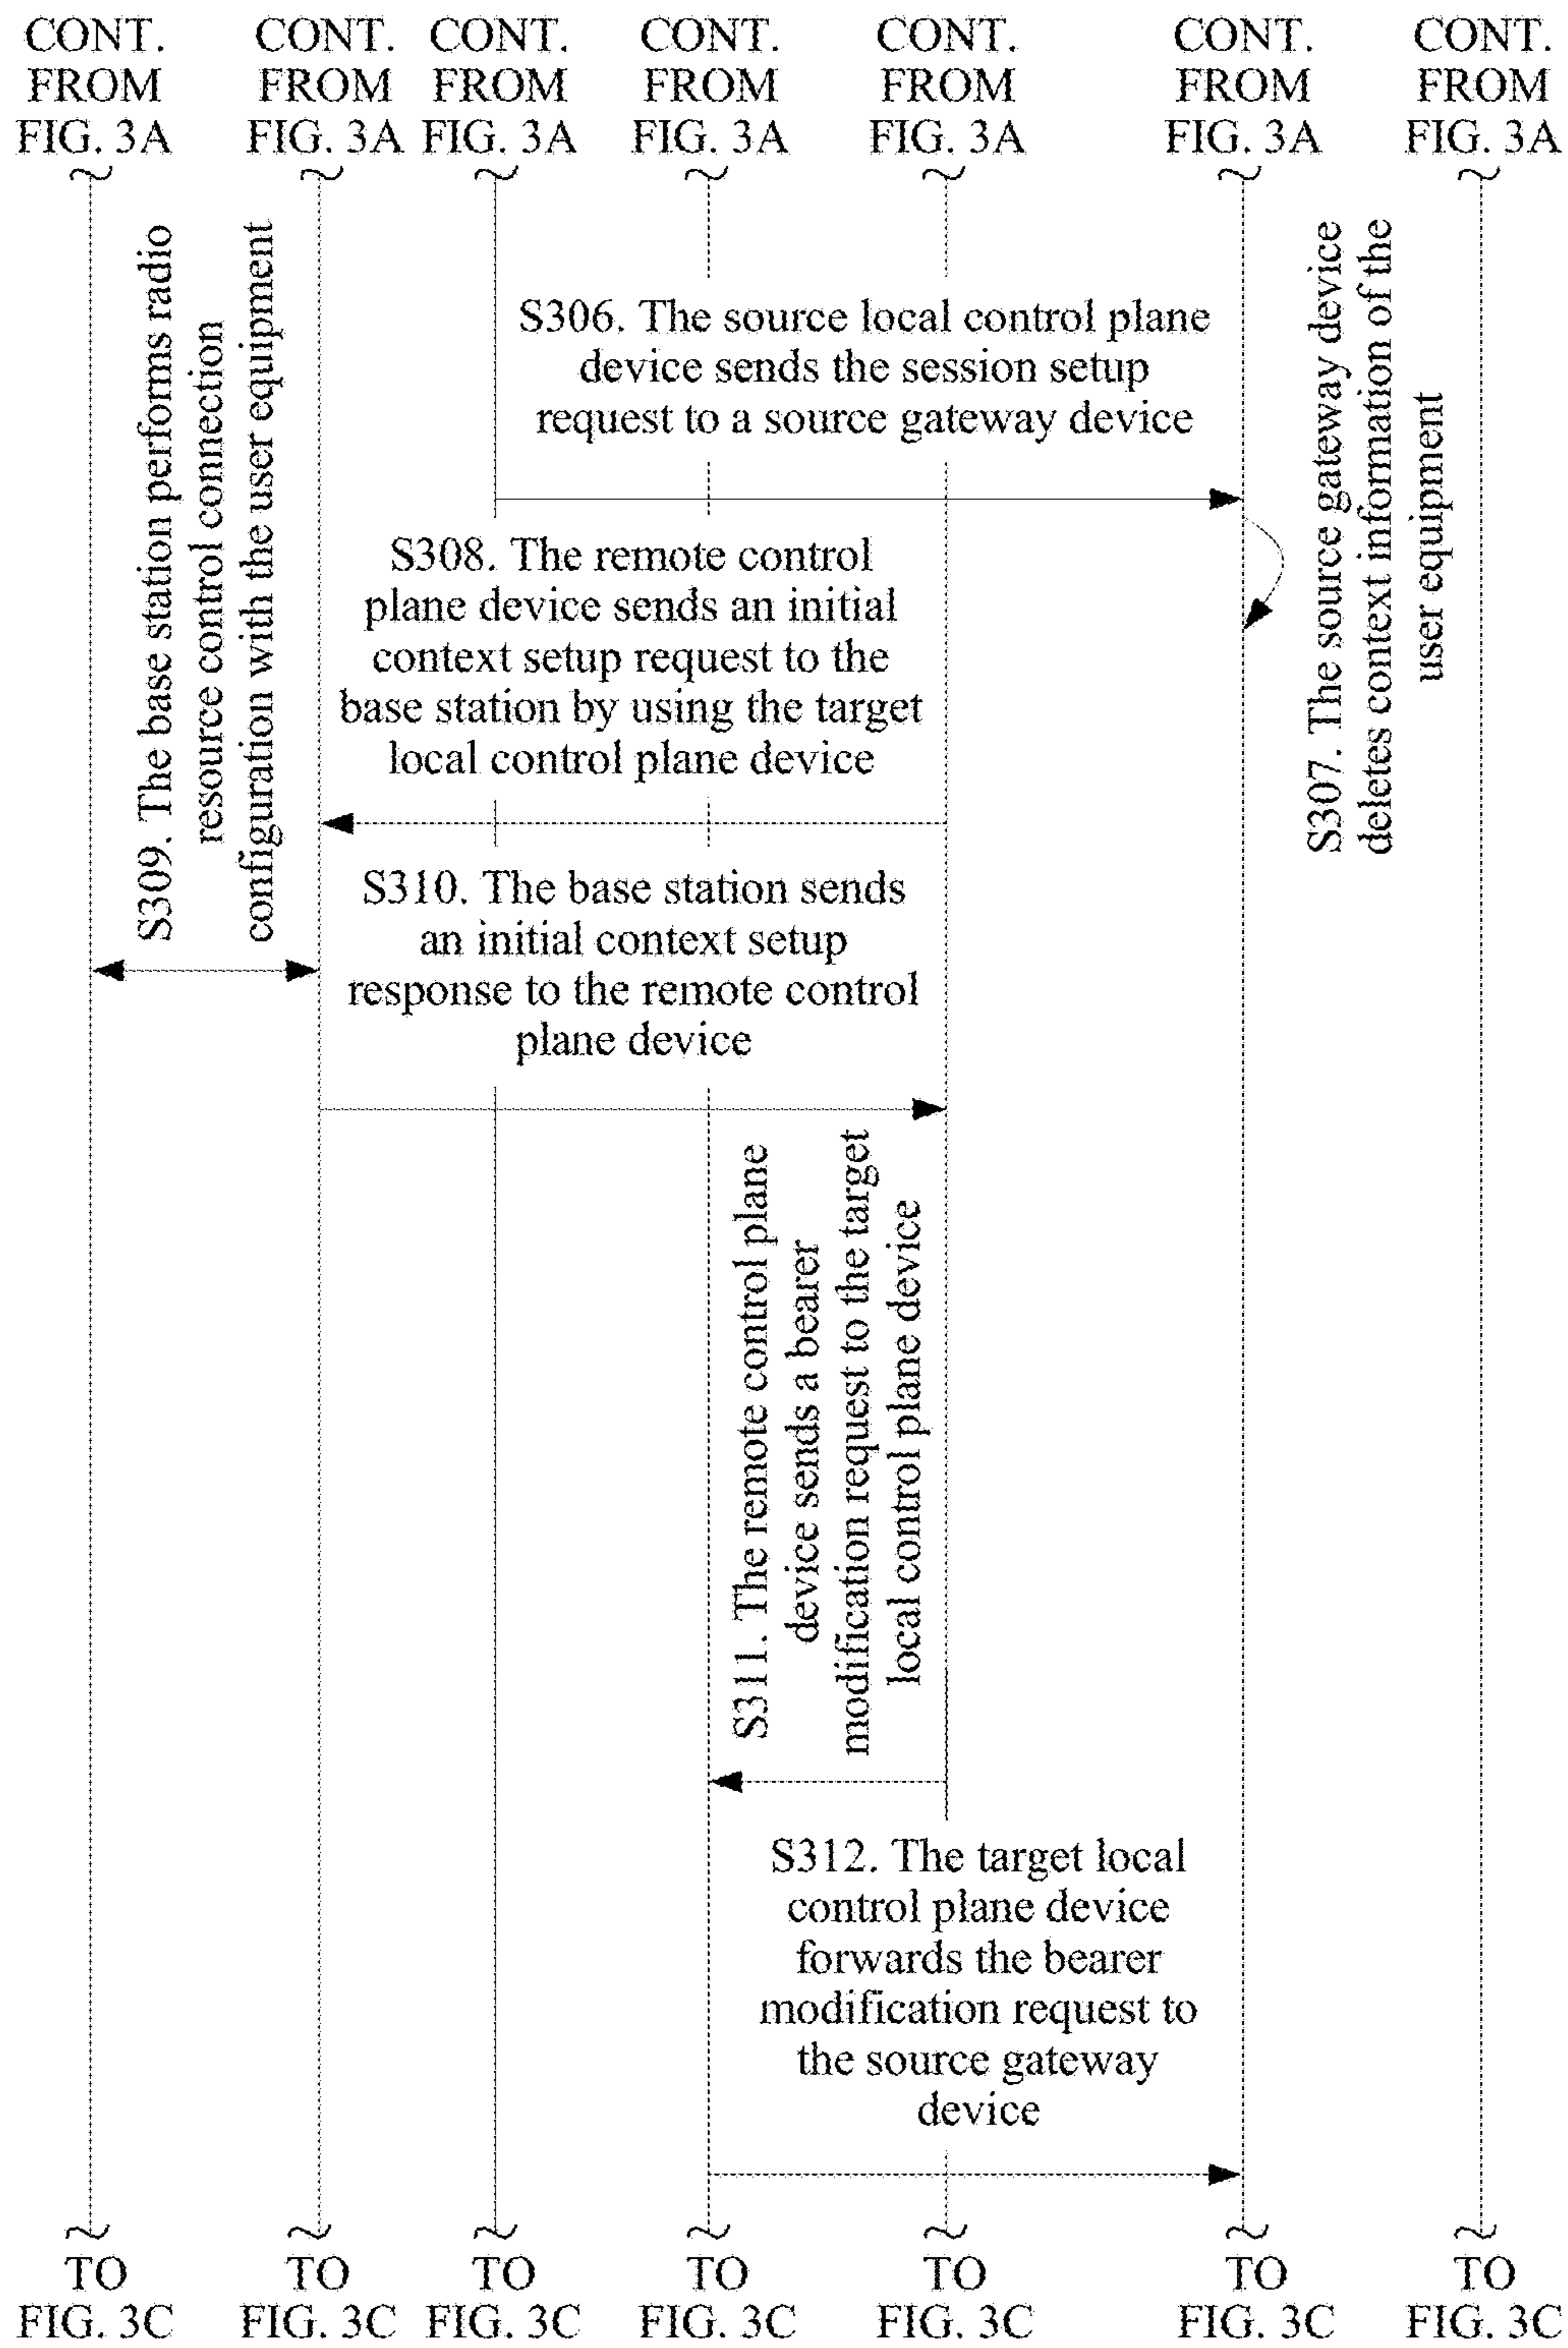 CONT. FROM FIG. 3A
CONT. FROM FIG. 3A
CONT. FROM FIG. 3A
CONT. FROM FIG. 3A
CONT. FROM FIG. 3A
CONT. FROM FIG. 3A
CONT. FROM FIG. 3A
S306. The source local control plane
device sends the session setup
request to a source gateway device
S307. The source gateway device
deletes context information of the
user equipment
S308. The remote control
plane device sends an initial
context setup request to the
base station by using the target
local control plane device
S309. The base station performs radio
resource control connection
configuration with the user equipment
S310. The base station sends
an initial context setup
response to the remote control
plane device
S311. The remote control plane
device sends a bearer
modification request to the target
local control plane device
S312. The target local
control plane device
forwards the bearer
modification request to
the source gateway
device
TO FIG. 3C
TO FIG. 3C
TO FIG. 3C
TO FIG. 3C
TO FIG. 3C
TO FIG. 3C
TO FIG. 3C